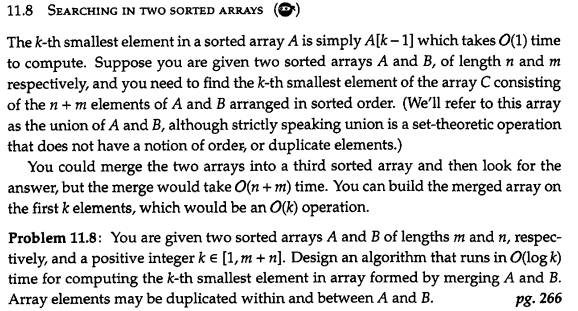 11.8 SEARCHING IN TWO SORTED ARRAYS
The k-th smallest element in a sorted array A is simply A[k – 1] which takes O(1) time
to compute. Suppose you are given two sorted arrays A and B, of length n and m
respectively, and you need to find the k-th smallest element of the array C consisting
of the n + m elements of A and B arranged in sorted order. (We'll refer to this array
as the union of A and B, although strictly speaking union is a set-theoretic operation
that does not have a notion of order, or duplicate elements.)
You could merge the two arrays into a third sorted array and then look for the
answer, but the merge would take O(n + m) time. You can build the merged array on
the first k elements, which would be an O(k) operation.
Problem 11.8: You are given two sorted arrays A and B of lengths m and n, respec-
tively, and a positive integer k ∈ [1, m + n]. Design an algorithm that runs in O(log k)
time for computing the k-th smallest element in array formed by merging A and B.
Array elements may be duplicated within and between A and B. pg. 266